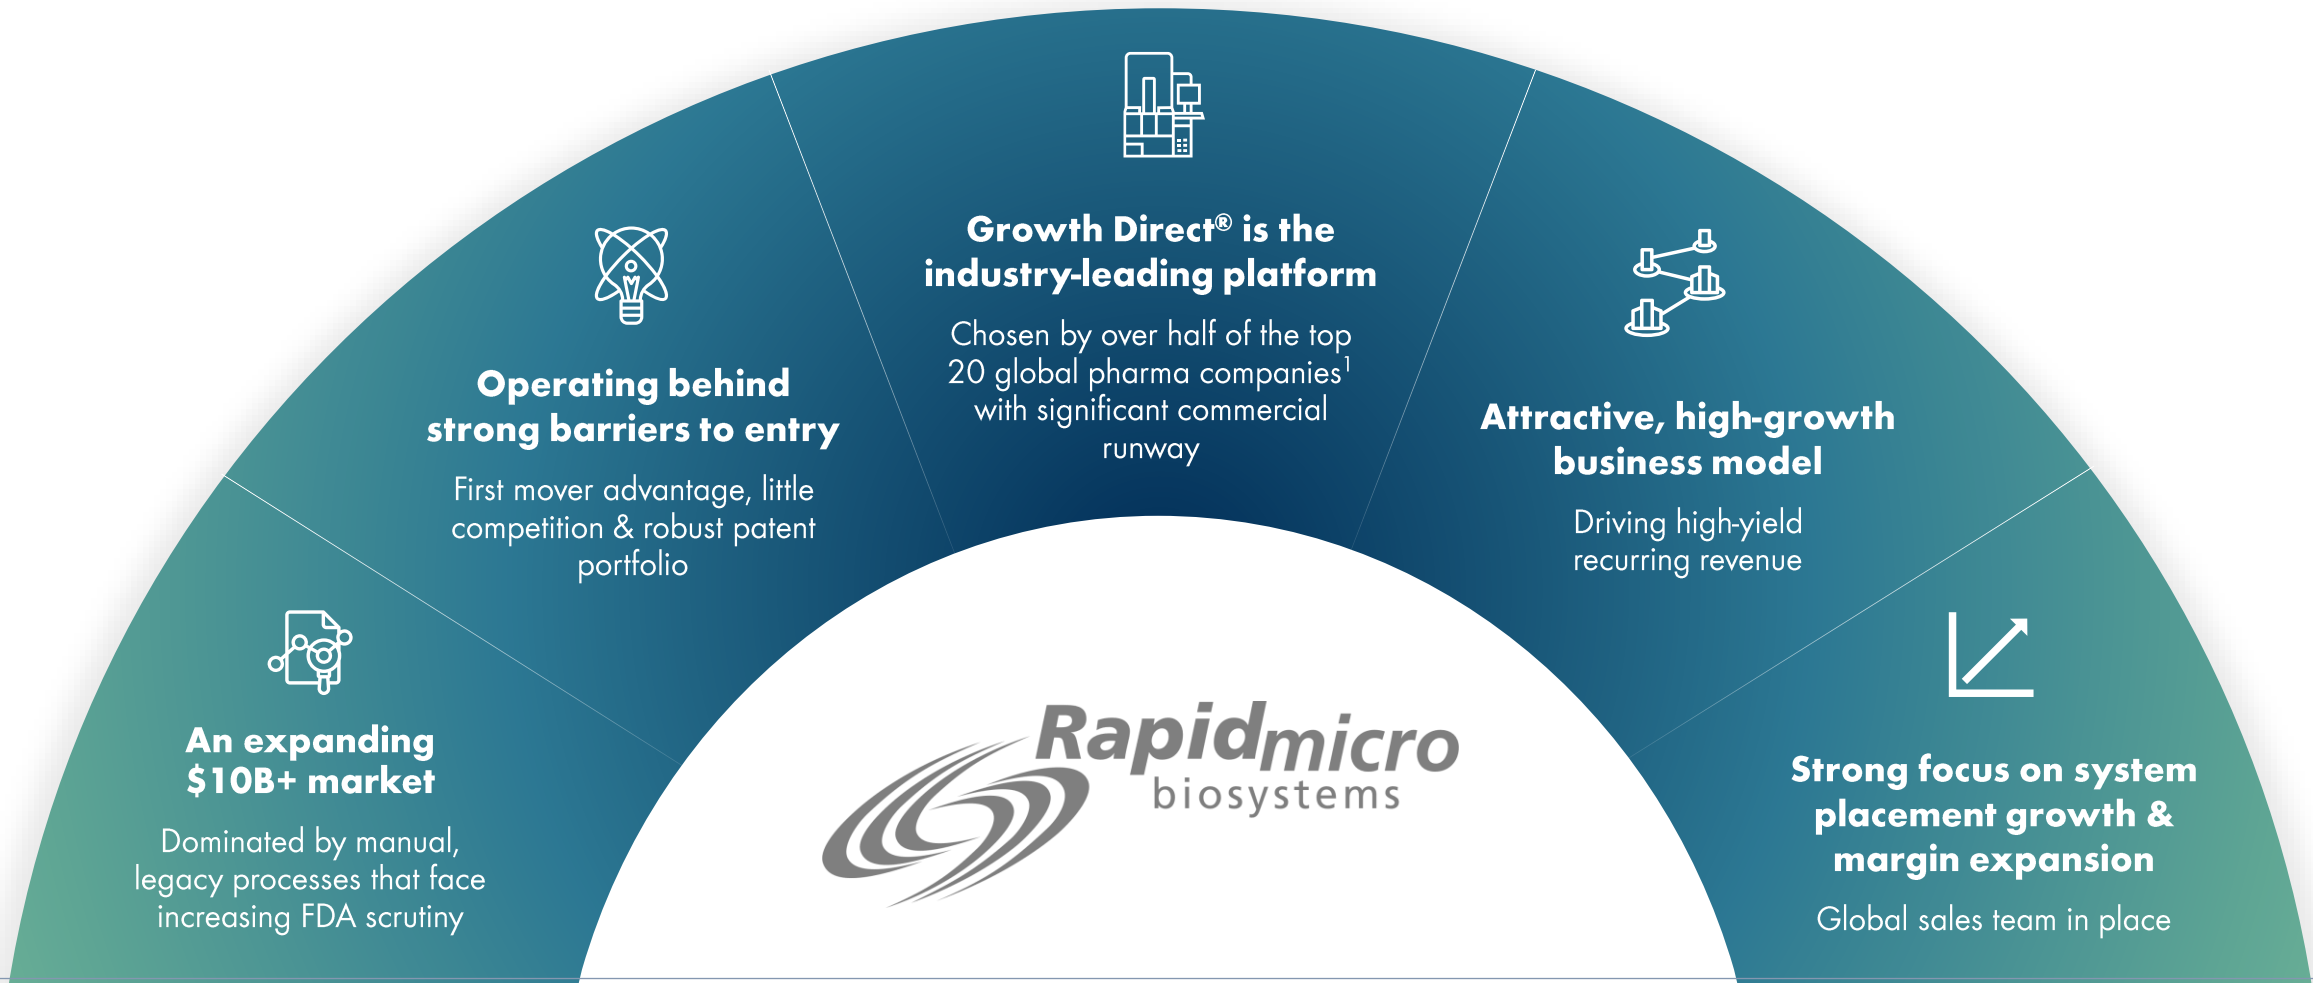 An expanding
$10B+ market
Dominated by manual,
legacy processes that face
increasing FDA scrutiny
Operating behind
strong barriers to entry
First mover advantage, little
competition & robust patent
portfolio
Growth Direct® is the
industry-leading platform
Chosen by over half of the top
20 global pharma companies¹
with significant commercial
runway
Attractive, high-growth
business model
Driving high-yield
recurring revenue
Strong focus on system
placement growth &
margin expansion
Global sales team in place
Rapidmicro
biosystems